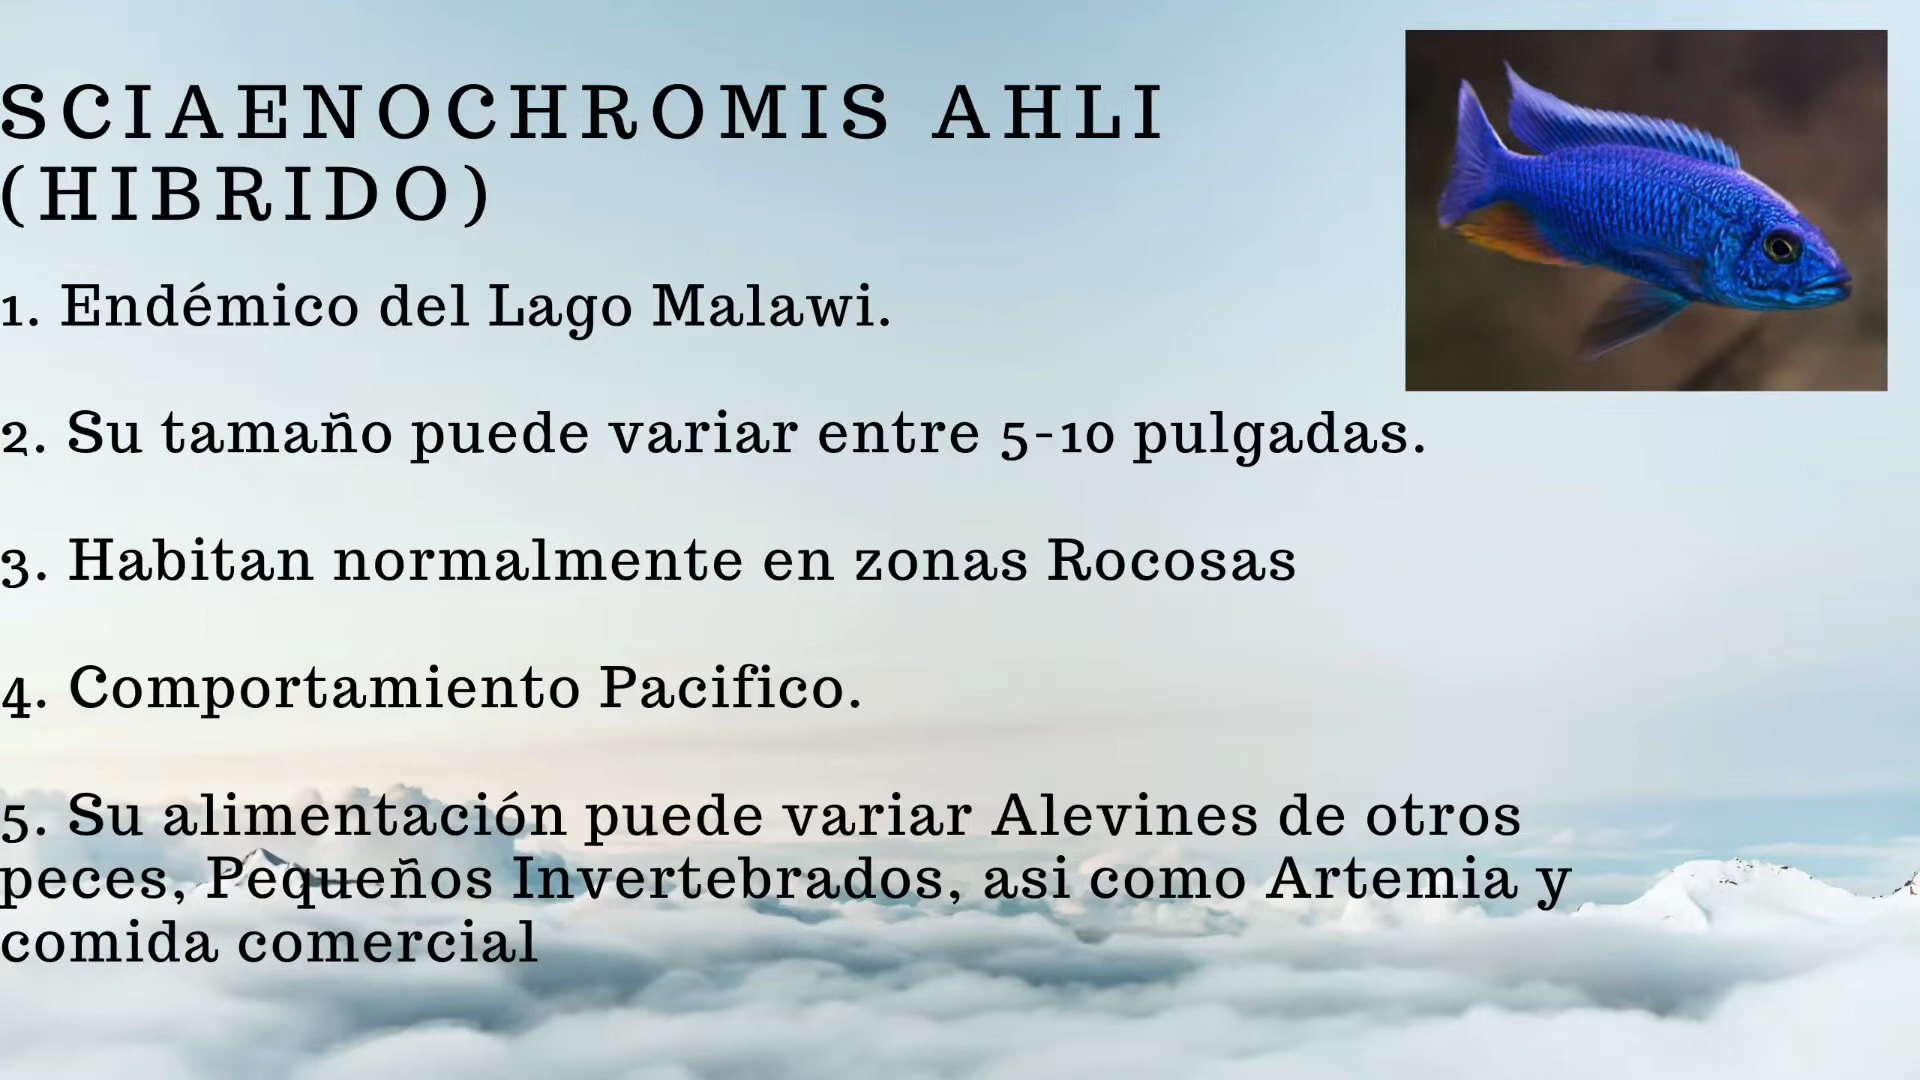 SCIAENOCHROMIS AHLI
(HIBRIDO)
1. Endémico del Lago Malawi.
2. Su tamaño puede variar entre 5-10 pulgadas.
3. Habitan normalmente en zonas Rocosas
4. Comportamiento Pacifico.
5. Su alimentación puede variar Alevines de otros
peces, Pequeños Invertebrados, asi como Artemia y
comida comercial